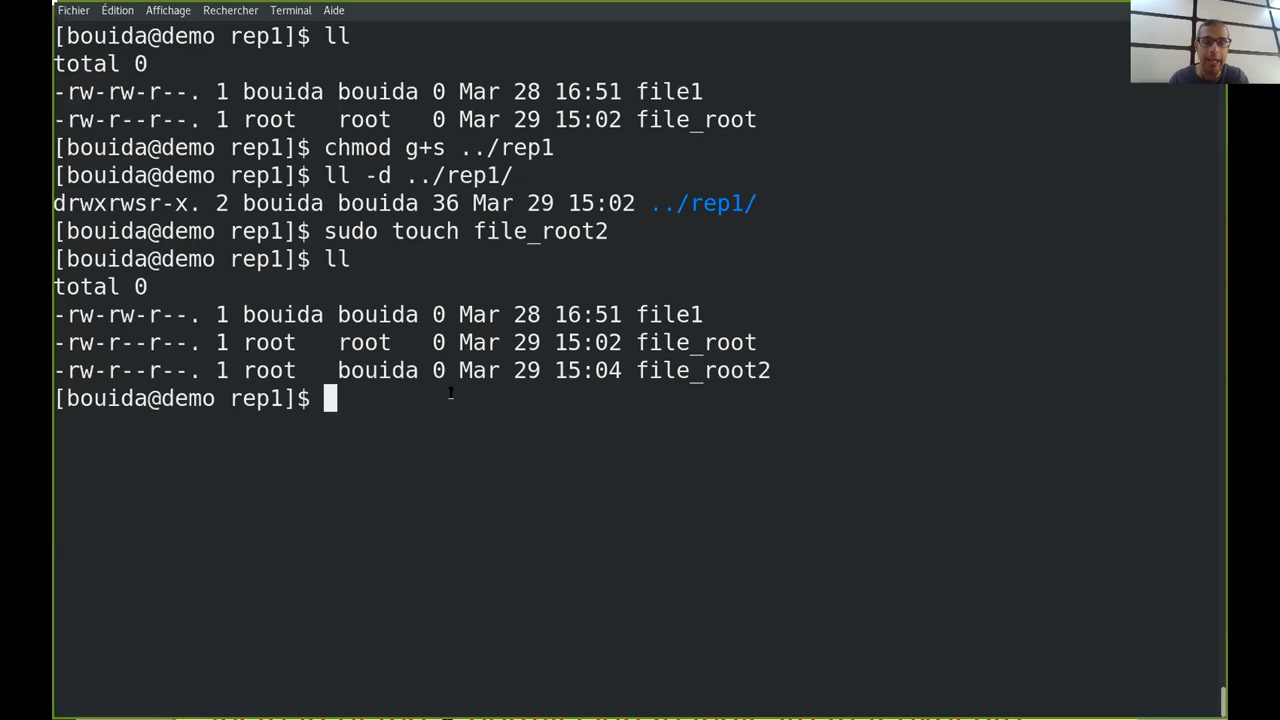 Fichier Édition Affichage Rechercher Terminal Aide
[bouida@demo rep1]$ ll
total 0
-rw-rw-r--. 1 bouida bouida 0 Mar 28 16:51 file1
-rw-r--r--. 1 root   root   0 Mar 29 15:02 file_root
[bouida@demo rep1]$ chmod g+s ../rep1
[bouida@demo rep1]$ ll -d ../rep1/
drwxrwsr-x. 2 bouida bouida 36 Mar 29 15:02 ../rep1/
[bouida@demo rep1]$ sudo touch file_root2
[bouida@demo rep1]$ ll
total 0
-rw-rw-r--. 1 bouida bouida 0 Mar 28 16:51 file1
-rw-r--r--. 1 root   root   0 Mar 29 15:02 file_root
-rw-r--r--. 1 root   bouida 0 Mar 29 15:04 file_root2
[bouida@demo rep1]$